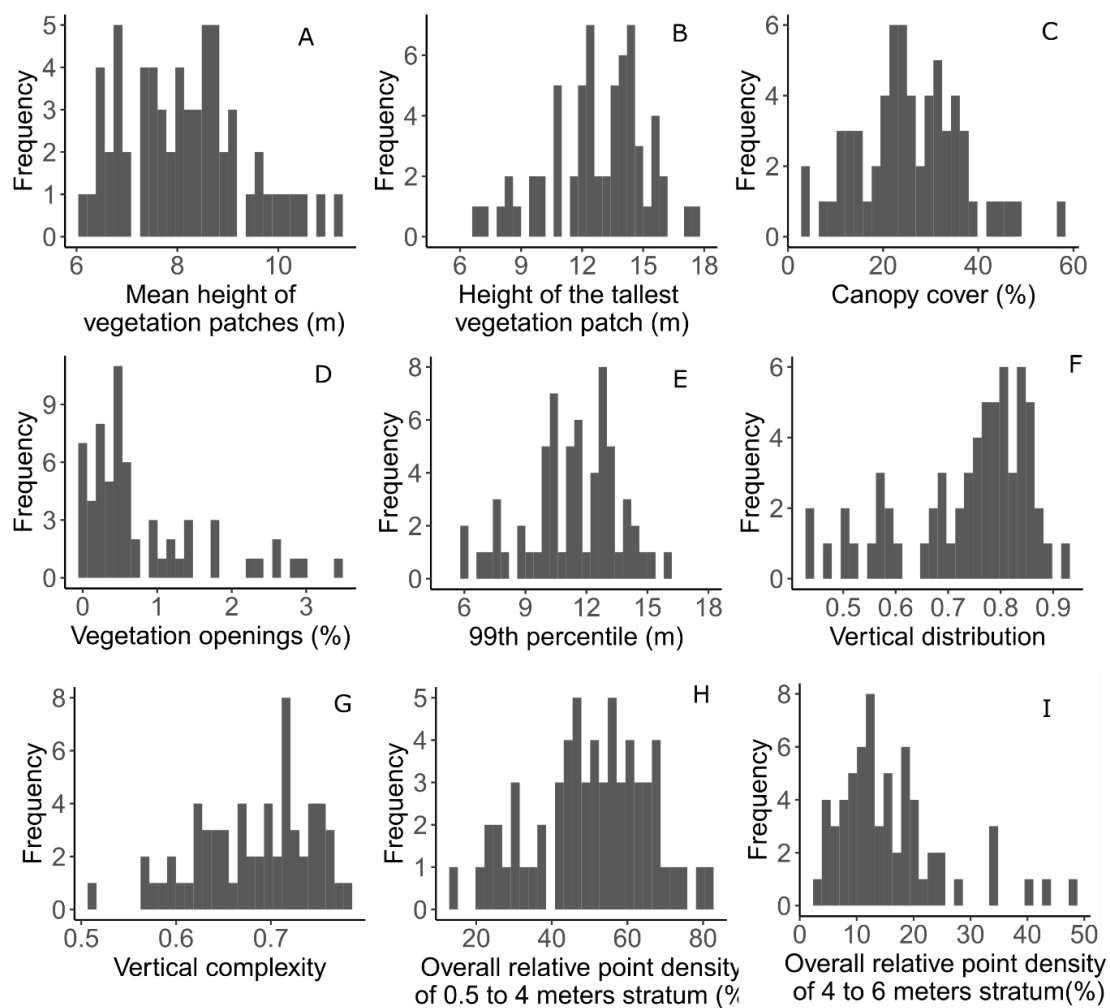 A
Frequency
5
4
3
2
1
0
6 8 10
Mean height of
vegetation patches (m)
B
Frequency
6
4
2
0
6 9 12 15 18
Height of the tallest
vegetation patch (m)
C
Frequency
6
4
2
0
0 20 40 60
Canopy cover (%)
D
Frequency
9
6
3
0
0 1 2 3
Vegetation openings (%)
E
Frequency
8
6
4
2
0
6 9 12 15 18
99th percentile (m)
F
Frequency
6
4
2
0
0.5 0.6 0.7 0.8 0.9
Vertical distribution
G
Frequency
8
6
4
2
0
0.5 0.6 0.7
Vertical complexity
H
Frequency
5
4
3
2
1
0
20 40 60 80
Overall relative point density
of 0.5 to 4 meters stratum (%
I
Frequency
8
6
4
2
0
0 10 20 30 40 50
Overall relative point density
of 4 to 6 meters stratum(%)